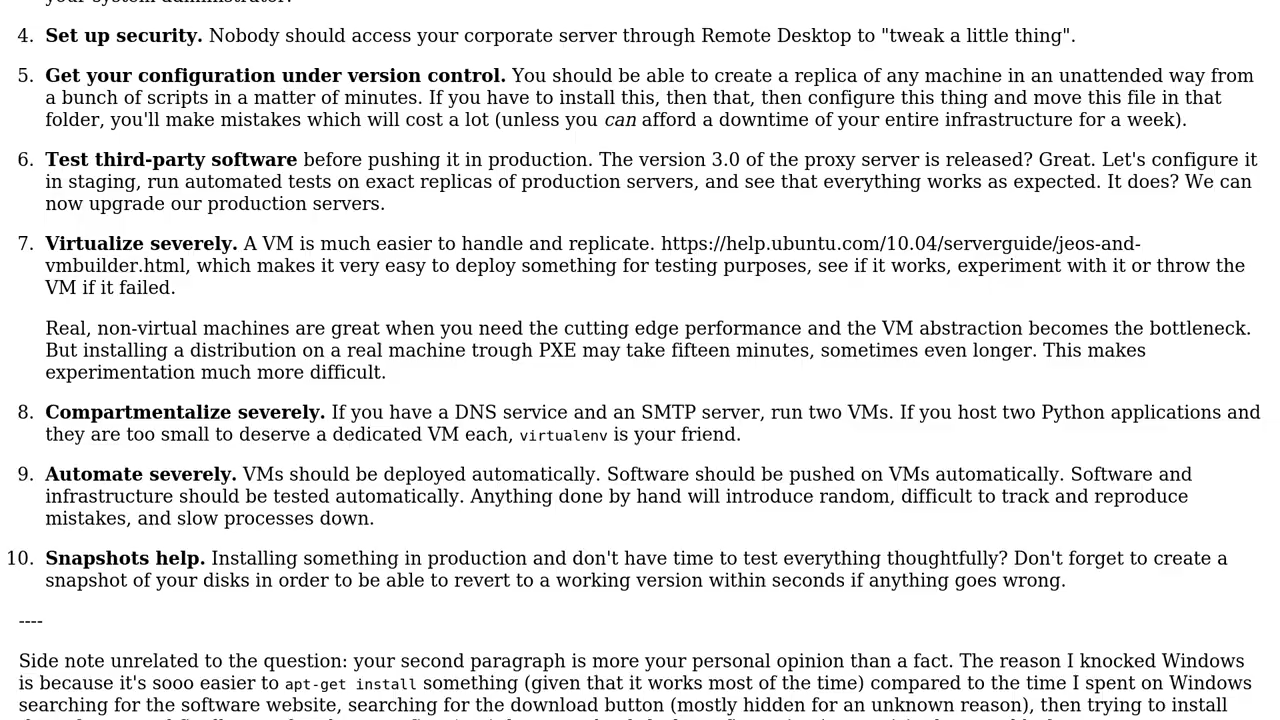 your system administrator.
4. Set up security. Nobody should access your corporate server through Remote Desktop to "tweak a little thing".
5. Get your configuration under version control. You should be able to create a replica of any machine in an unattended way from
a bunch of scripts in a matter of minutes. If you have to install this, then that, then configure this thing and move this file in that
folder, you'll make mistakes which will cost a lot (unless you can afford a downtime of your entire infrastructure for a week).
6. Test third-party software before pushing it in production. The version 3.0 of the proxy server is released? Great. Let's configure it
in staging, run automated tests on exact replicas of production servers, and see that everything works as expected. It does? We can
now upgrade our production servers.
7. Virtualize severely. A VM is much easier to handle and replicate. https://help.ubuntu.com/10.04/serverguide/jeos-and-
vmbuilder.html, which makes it very easy to deploy something for testing purposes, see if it works, experiment with it or throw the
VM if it failed.
Real, non-virtual machines are great when you need the cutting edge performance and the VM abstraction becomes the bottleneck.
But installing a distribution on a real machine trough PXE may take fifteen minutes, sometimes even longer. This makes
experimentation much more difficult.
8. Compartmentalize severely. If you have a DNS service and an SMTP server, run two VMs. If you host two Python applications and
they are too small to deserve a dedicated VM each, virtualenv is your friend.
9. Automate severely. VMs should be deployed automatically. Software should be pushed on VMs automatically. Software and
infrastructure should be tested automatically. Anything done by hand will introduce random, difficult to track and reproduce
mistakes, and slow processes down.
10. Snapshots help. Installing something in production and don't have time to test everything thoughtfully? Don't forget to create a
snapshot of your disks in order to be able to revert to a working version within seconds if anything goes wrong.
----
Side note unrelated to the question: your second paragraph is more your personal opinion than a fact. The reason I knocked Windows
is because it's sooo easier to apt-get install something (given that it works most of the time) compared to the time I spent on Windows
searching for the software website, searching for the download button (mostly hidden for an unknown reason), then trying to install